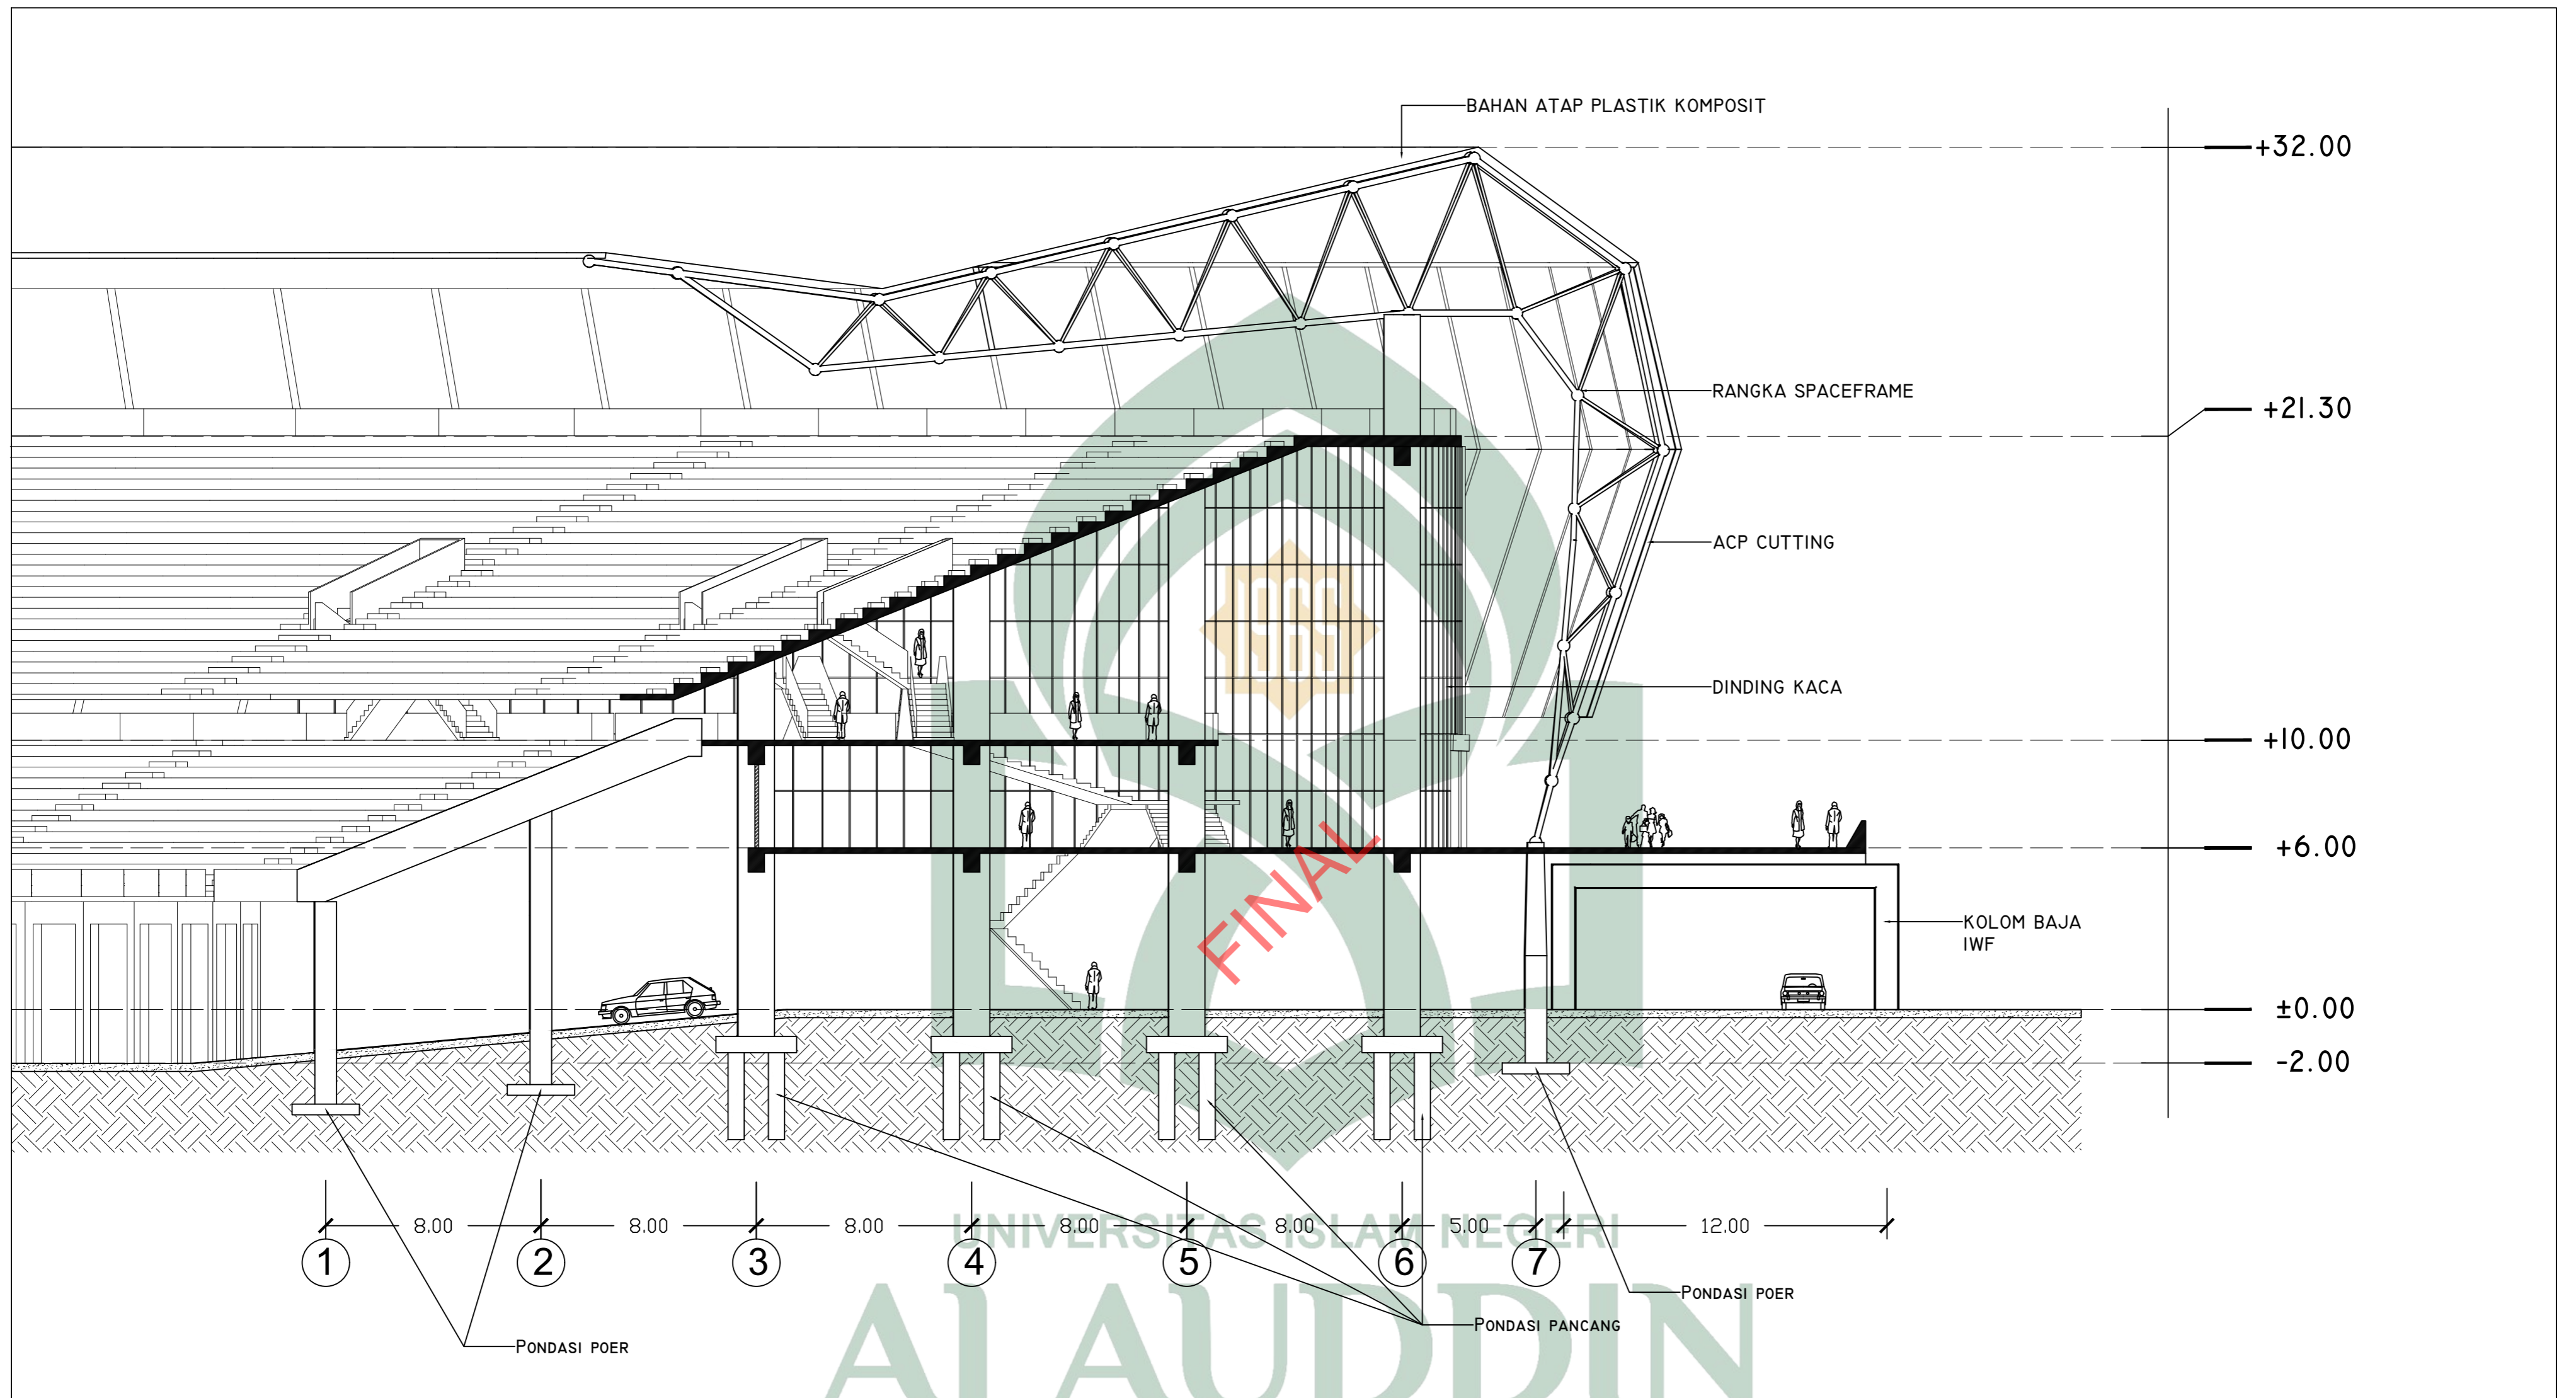 BAHAN ATAP PLASTIK KOMPOSIT
+32.00
RANGKA SPACEFRAME
+21.30
ACP CUTTING
DINDING KACA
+10.00
+6.00
FINAL
KOLOM BAJA
IWF
±0.00
-2.00
8.00 8.00 8.00 8.00 8.00 5.00 12.00
UNIVERSITAS ISLAM NEGERI
1 2 3 4 5 6 7
PONDASI POER
PONDASI PANCANG
PONDASI POER
ALAUDDIN